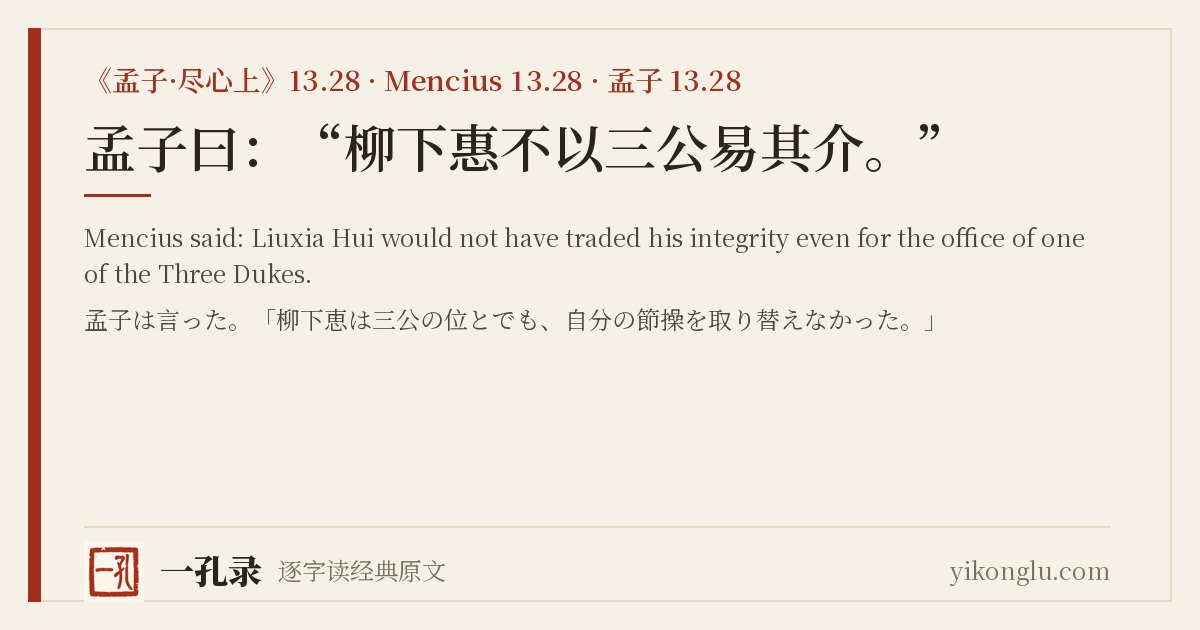 《孟子·尽心上》13.28 · Mencius 13.28 · 孟子 13.28
孟子曰：“柳下惠不以三公易其介。”
Mencius said: Liuxia Hui would not have traded his integrity even for the office of one
of the Three Dukes.
孟子は言った。「柳下恵は三公の位とでも、自分の節操を取り替えなかった。」
一孔
一孔录 逐字读经典原文
yikonglu.com